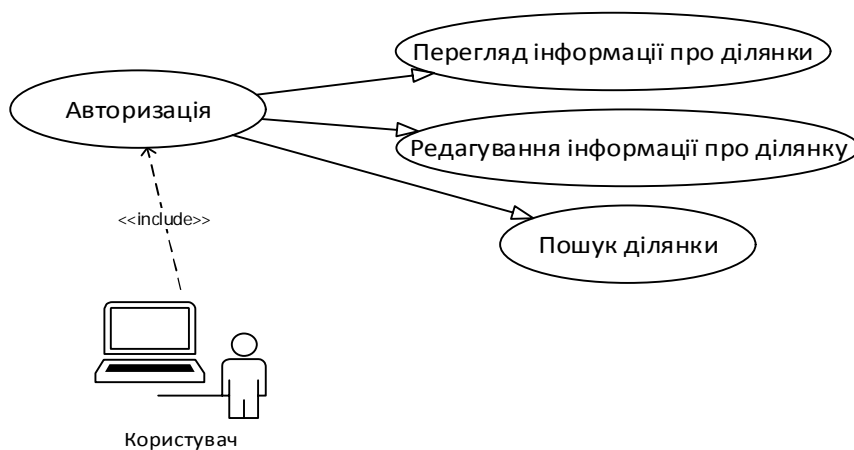 Перегляд інформації про ділянки
Авторизація
Редагування інформації про ділянку
<<include>>
Пошук ділянки
Користувач